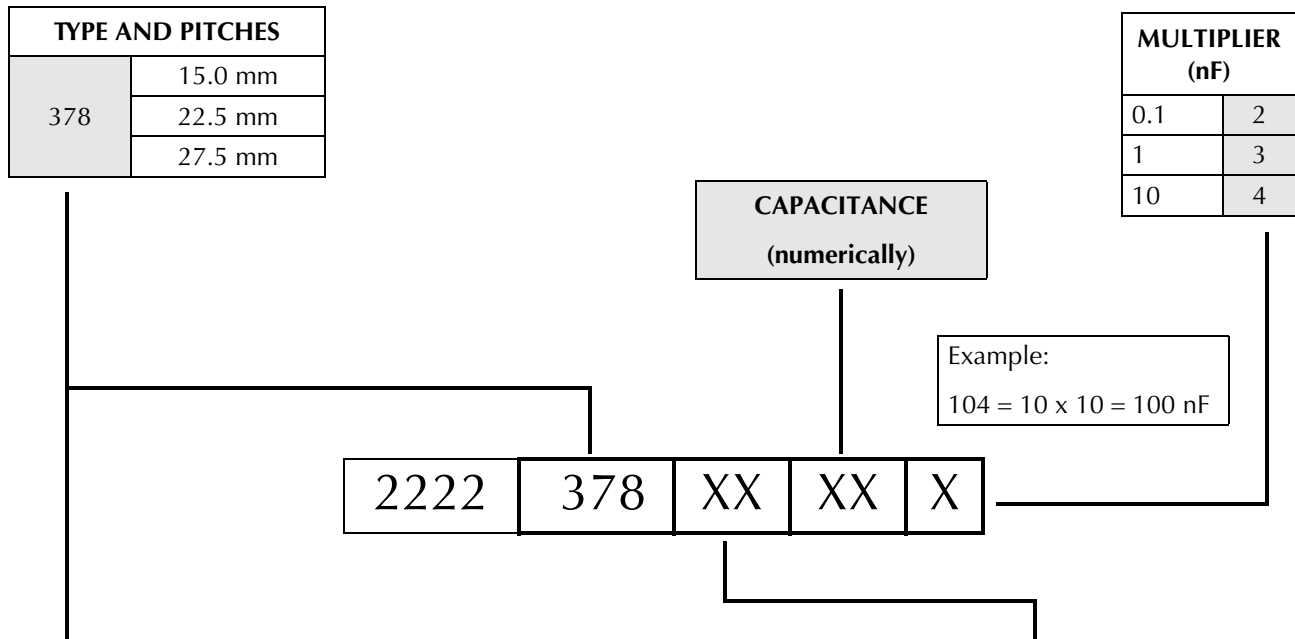 TYPE AND PITCHES
378
15.0 mm
22.5 mm
27.5 mm
MULTIPLIER
(nF)
0.1 2
1 3
10 4
CAPACITANCE
(numerically)
Example:
104 = 10 x 10 = 100 nF
2222 378 XX XX X